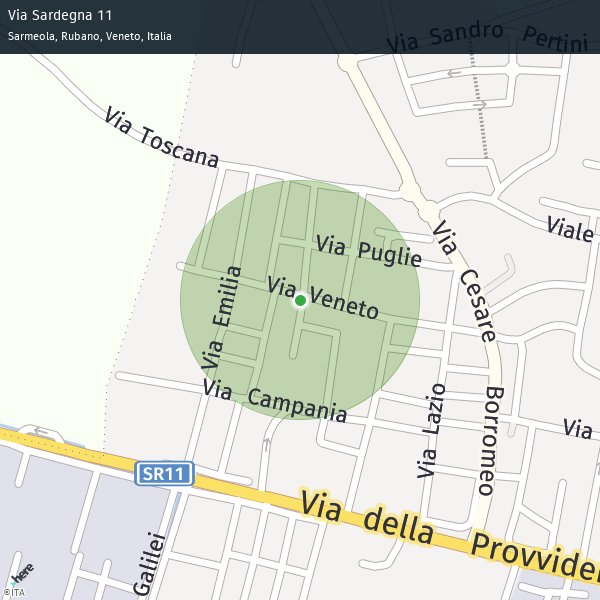 Via Sardegna 11
Sarmeola, Rubano, Veneto, Italia
Via Sandro Pertini
Via Toscana
Viale
Via Puglie
Via Cesare Borromeo
Via Veneto
Via Emilia
Via Campania
Via Lazio
Via
SR11
Via della Provvider
Galilei
here
©ITA